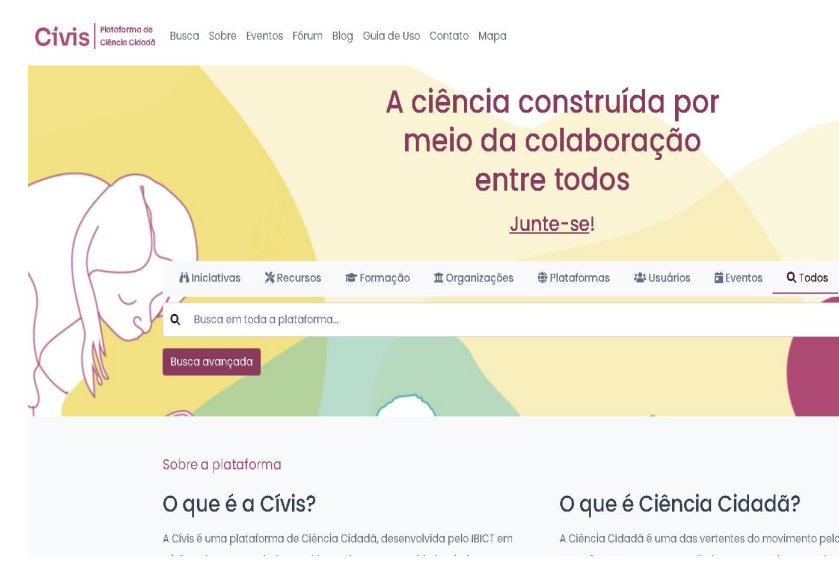 Cívis
Plataforma de
Ciência Cidadã
Busca Sobre Eventos Fórum Blog Guia de Uso Contato Mapa
A ciência construída por
meio da colaboração
entre todos
Junte-se!
Iniciativas Recursos Formação Organizações Plataformas Usuários Eventos Todos
Busca em toda a plataforma...
Busca avançada
Sobre a plataforma
O que é a Cívis?
A Cívis é uma plataforma de Ciência Cidadã, desenvolvida pelo IBICT em
O que é Ciência Cidadã?
A Ciência Cidadã é uma das vertentes do movimento pela